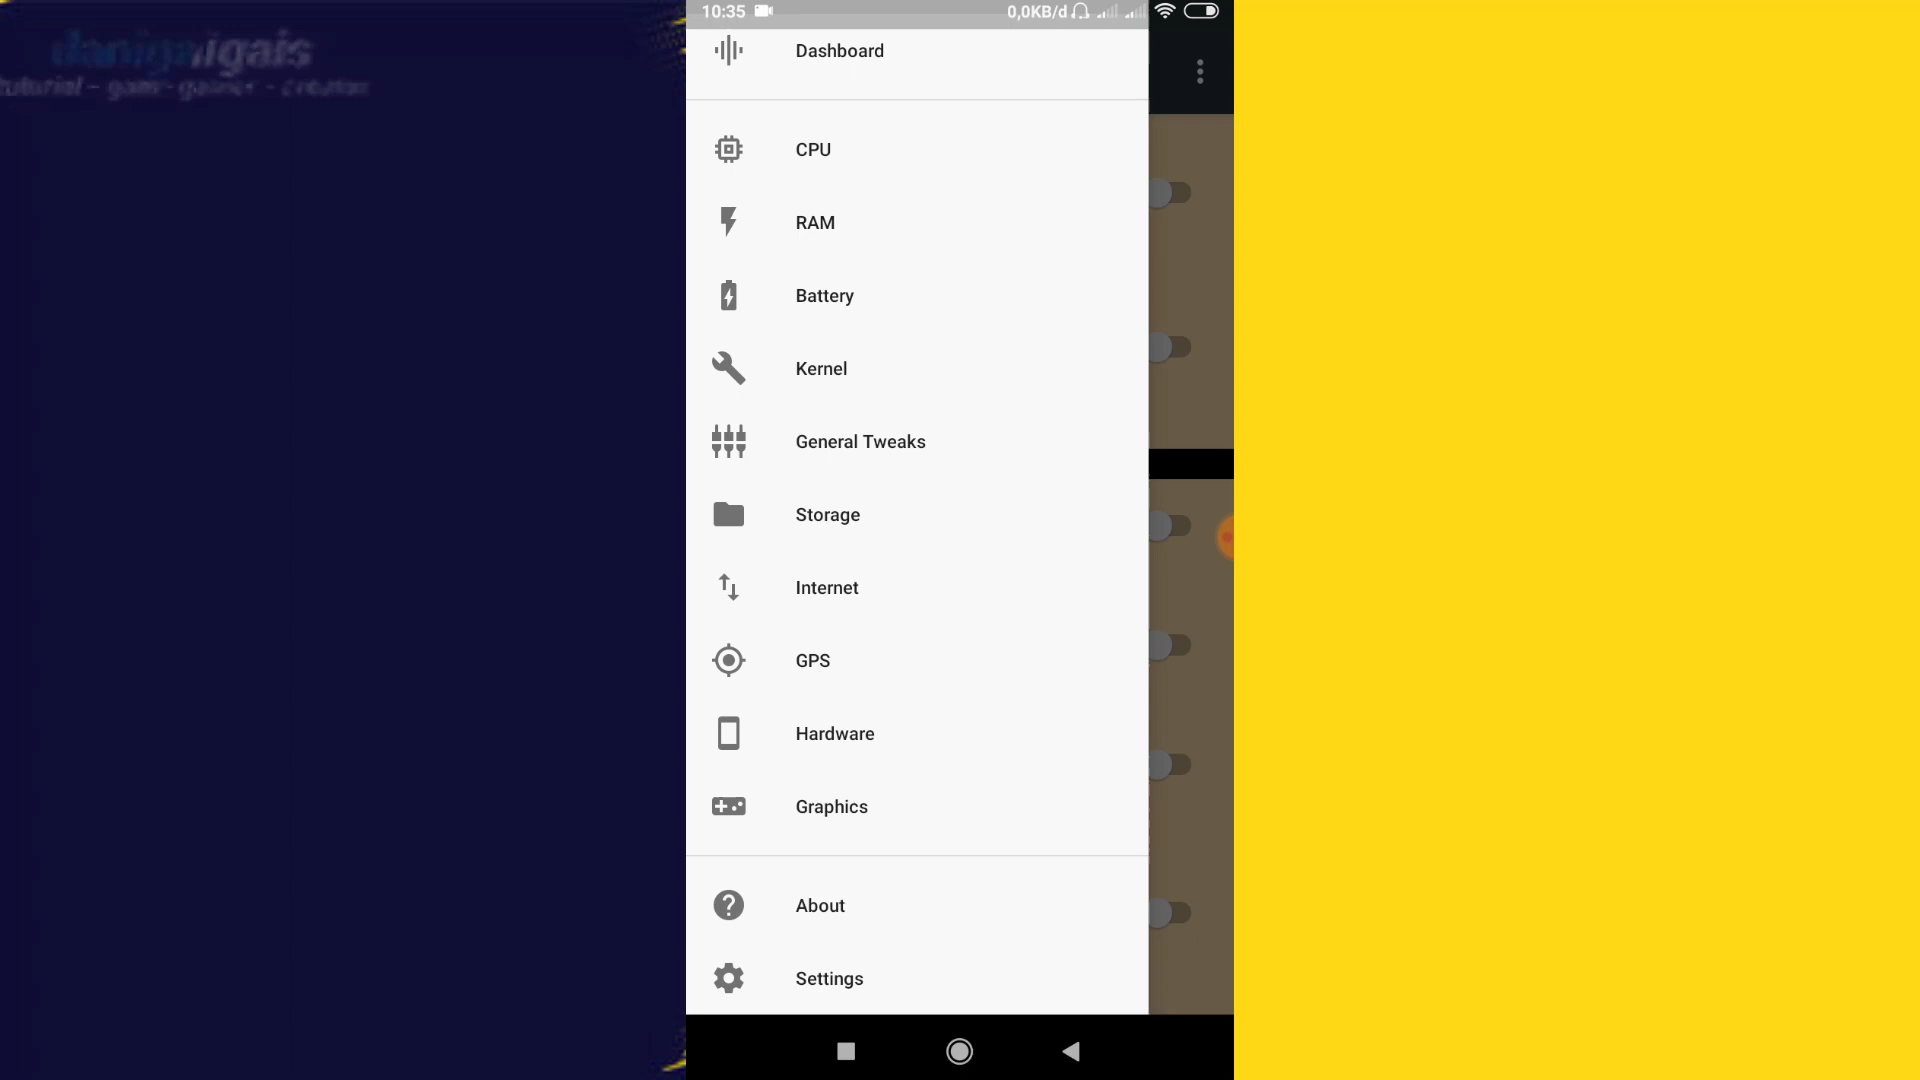 10:35
0,0KB/d
Dashboard
CPU
RAM
Battery
Kernel
General Tweaks
Storage
Internet
GPS
Hardware
Graphics
About
Settings